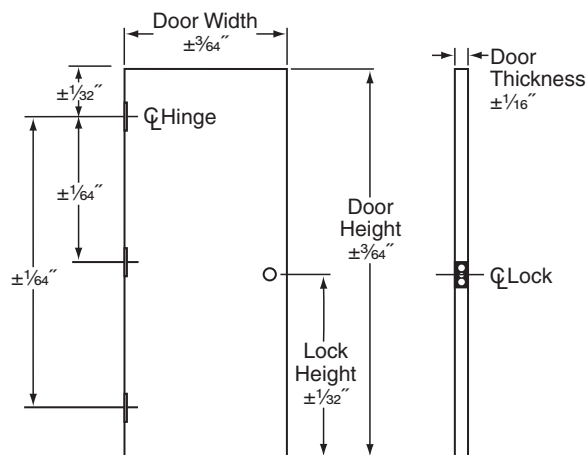 Door Width
±3⁄64″
±1⁄32″
℄ Hinge
±1⁄64″
±1⁄64″
Door
Height
±3⁄64″
Lock
Height
±1⁄32″
Door
Thickness
±1⁄16″
℄ Lock